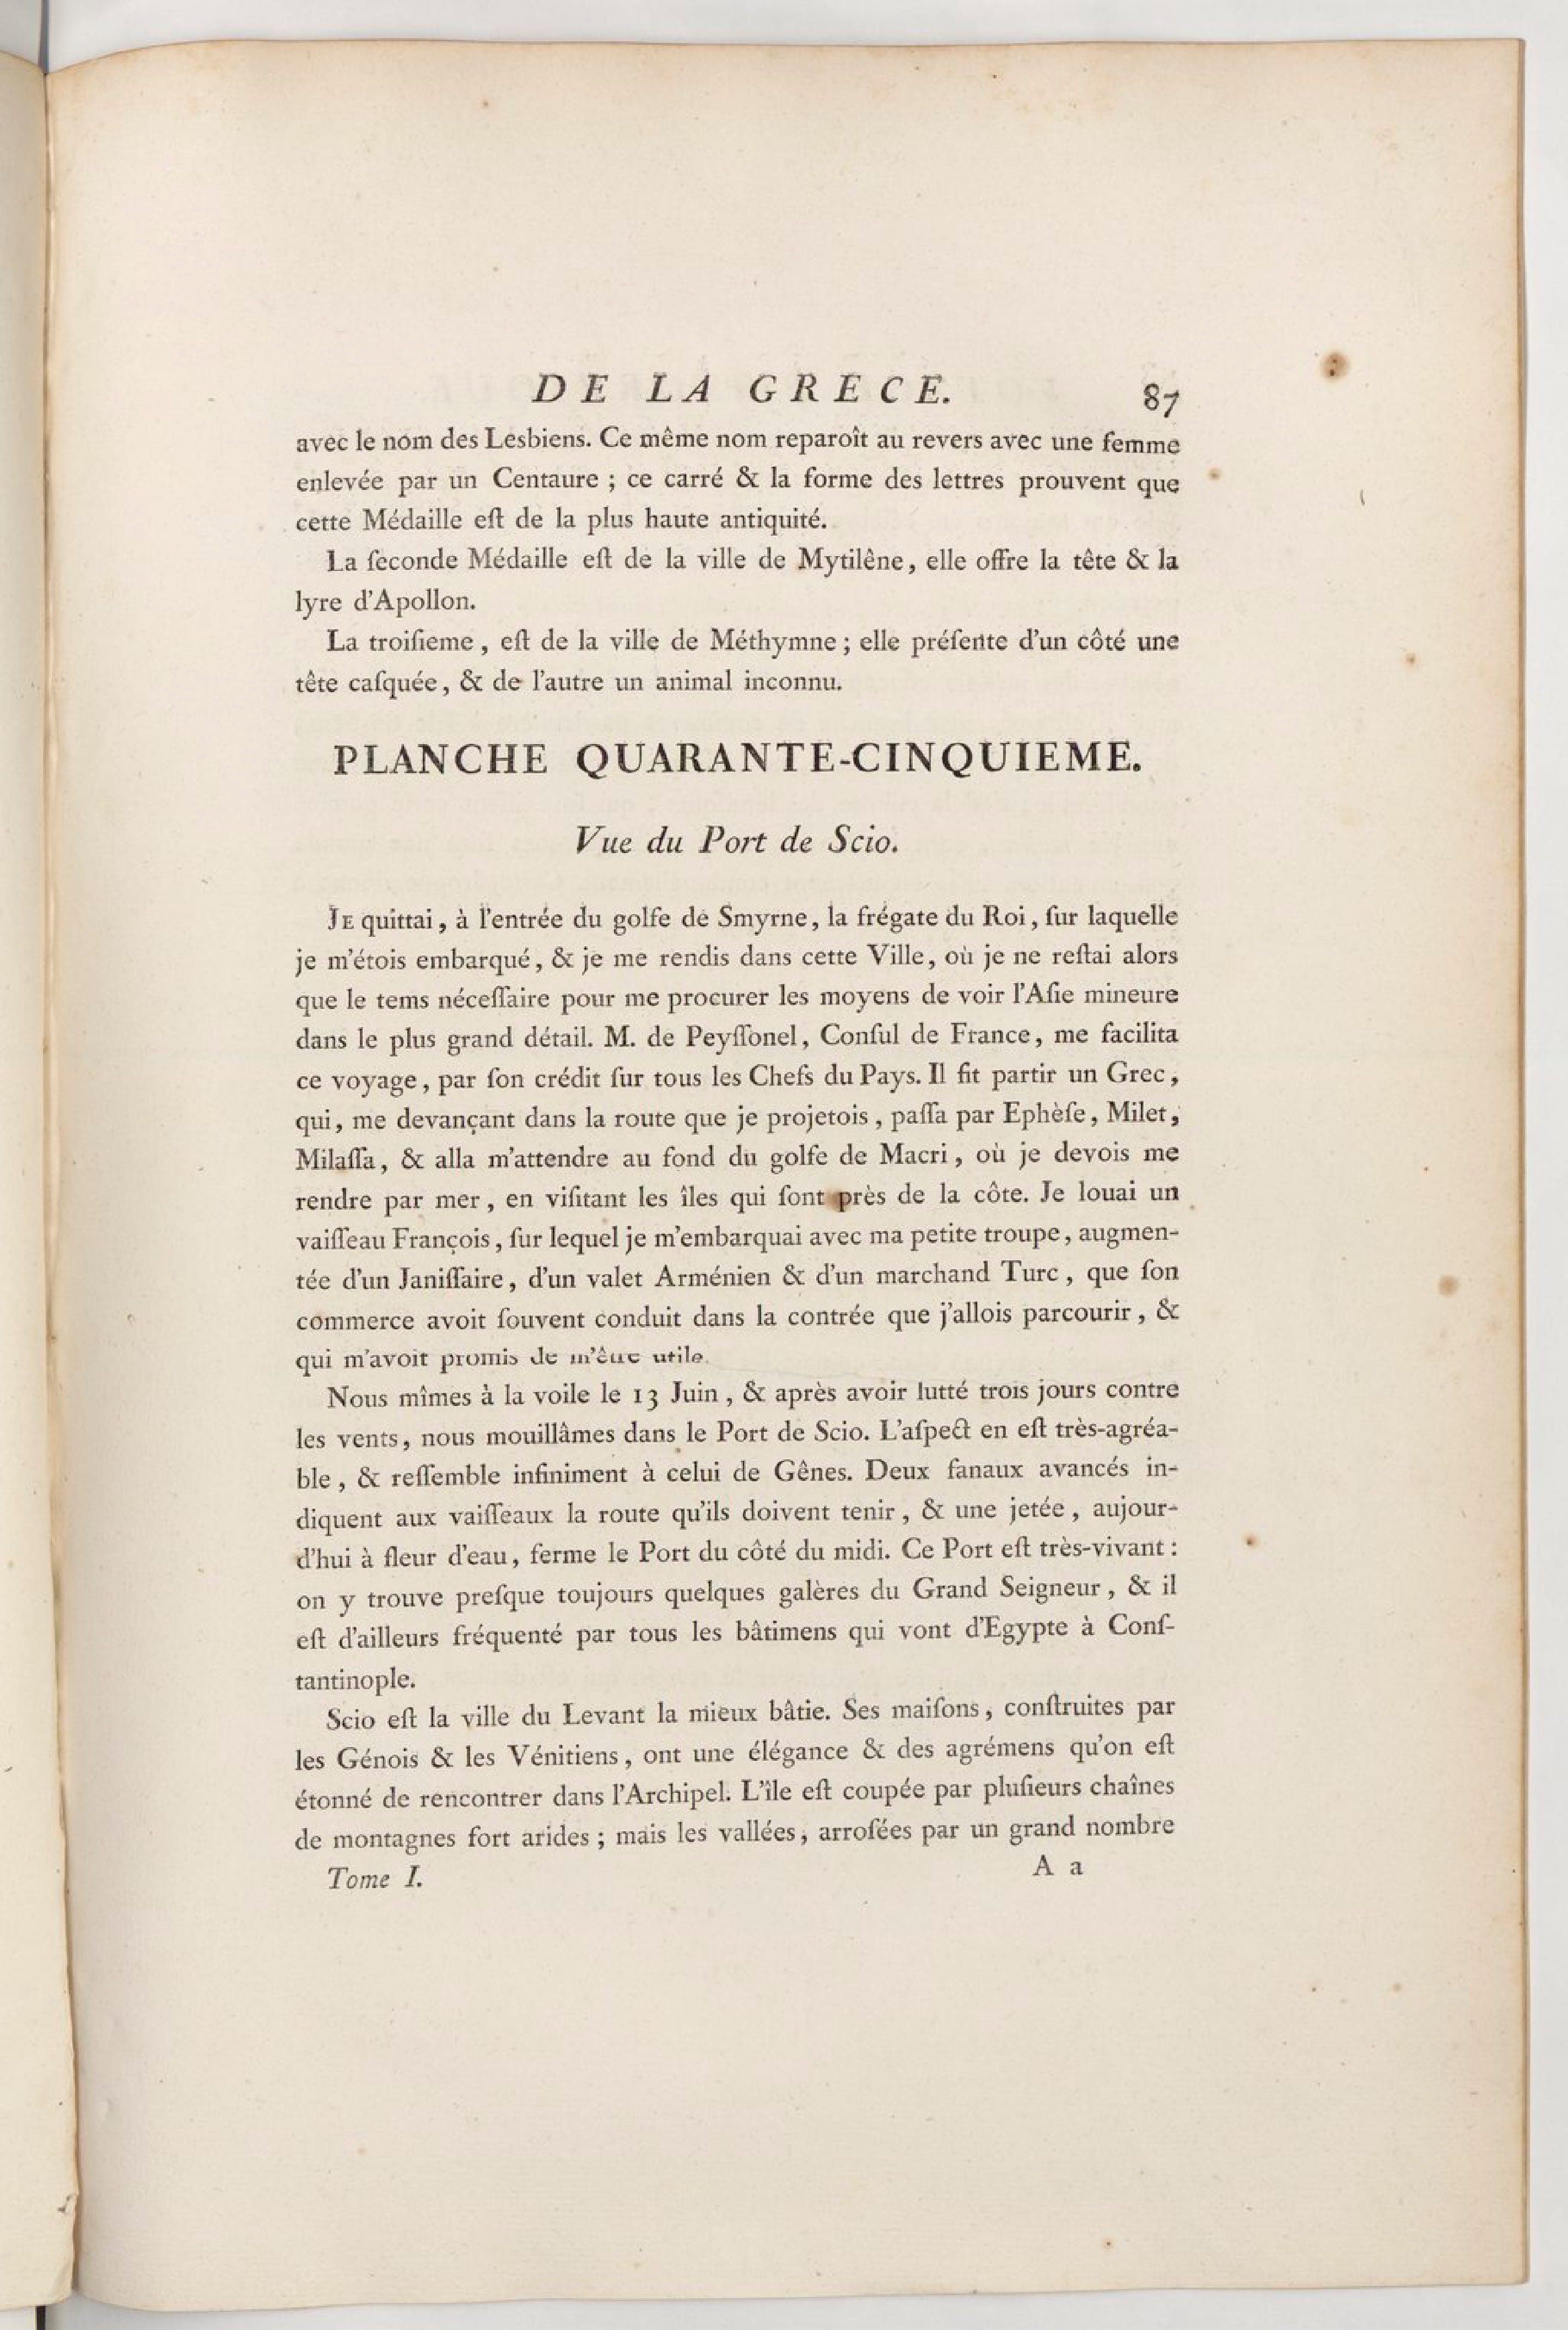 DE LA GRECE. 87
avec le nom des Lesbiens. Ce même nom reparoît au revers avec une femme
enlevée par un Centaure ; ce carré & la forme des lettres prouvent que
cette Médaille eſt de la plus haute antiquité.
La ſeconde Médaille eſt de la ville de Mytilêne, elle offre la tête & la
lyre d'Apollon.
La troiſieme, eſt de la ville de Méthymne ; elle préſente d'un côté une
tête caſquée, & de l'autre un animal inconnu.
PLANCHE QUARANTE-CINQUIEME.
Vue du Port de Scio.
JE quittai, à l'entrée du golfe de Smyrne, la frégate du Roi, ſur laquelle
je m'étois embarqué, & je me rendis dans cette Ville, où je ne reſtai alors
que le tems néceſſaire pour me procurer les moyens de voir l'Aſie mineure
dans le plus grand détail. M. de Peyſſonel, Conſul de France, me facilita
ce voyage, par ſon crédit ſur tous les Chefs du Pays. Il fit partir un Grec,
qui, me devançant dans la route que je projetois, paſſa par Ephèſe, Milet,
Milaſſa, & alla m'attendre au fond du golfe de Macri, où je devois me
rendre par mer, en viſitant les îles qui ſont près de la côte. Je louai un
vaiſſeau François, ſur lequel je m'embarquai avec ma petite troupe, augmen-
tée d'un Janiſſaire, d'un valet Arménien & d'un marchand Turc, que ſon
commerce avoit ſouvent conduit dans la contrée que j'allois parcourir, &
qui m'avoit promis de m'être utile.
Nous mîmes à la voile le 13 Juin, & après avoir lutté trois jours contre
les vents, nous mouillâmes dans le Port de Scio. L'aſpect en eſt très-agréa-
ble, & reſſemble infiniment à celui de Gênes. Deux fanaux avancés in-
diquent aux vaiſſeaux la route qu'ils doivent tenir, & une jetée, aujour-
d'hui à fleur d'eau, ferme le Port du côté du midi. Ce Port eſt très-vivant :
on y trouve preſque toujours quelques galères du Grand Seigneur, & il
eſt d'ailleurs fréquenté par tous les bâtimens qui vont d'Egypte à Conſ-
tantinople.
Scio eſt la ville du Levant la mieux bâtie. Ses maiſons, conſtruites par
les Génois & les Vénitiens, ont une élégance & des agrémens qu'on eſt
étonné de rencontrer dans l'Archipel. L'île eſt coupée par pluſieurs chaînes
de montagnes fort arides ; mais les vallées, arroſées par un grand nombre
Tome I. A a